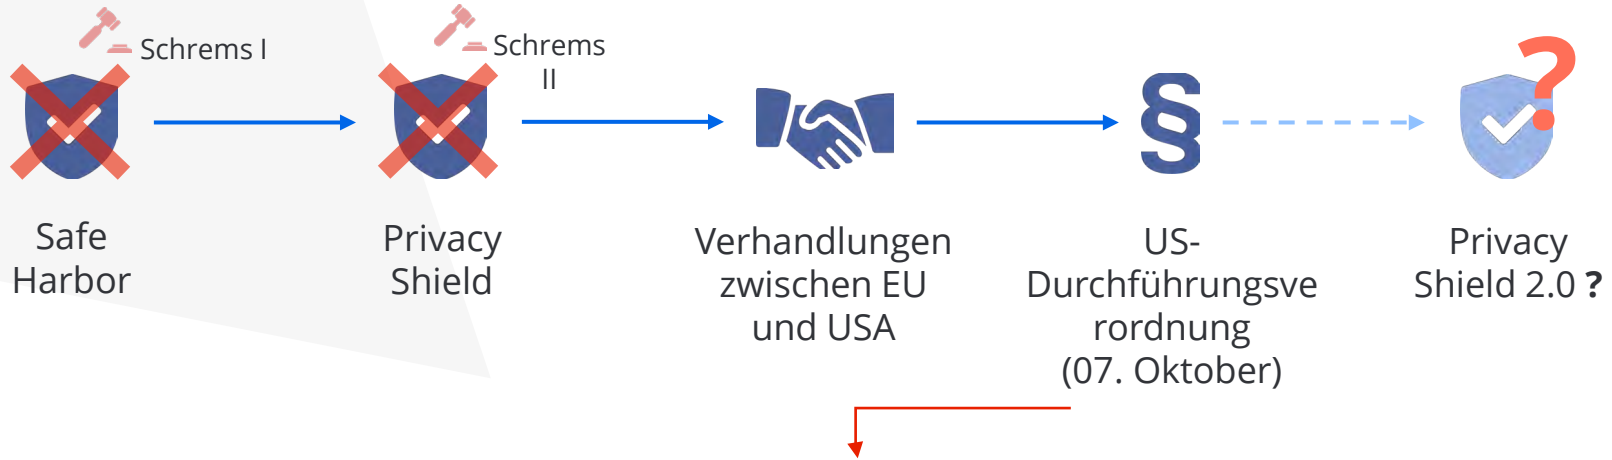 Schrems I
Schrems
II
Safe
Harbor
Privacy
Shield
Verhandlungen
zwischen EU
und USA
US-
Durchführungsve
rordnung
(07. Oktober)
Privacy
Shield 2.0 ?
§
?